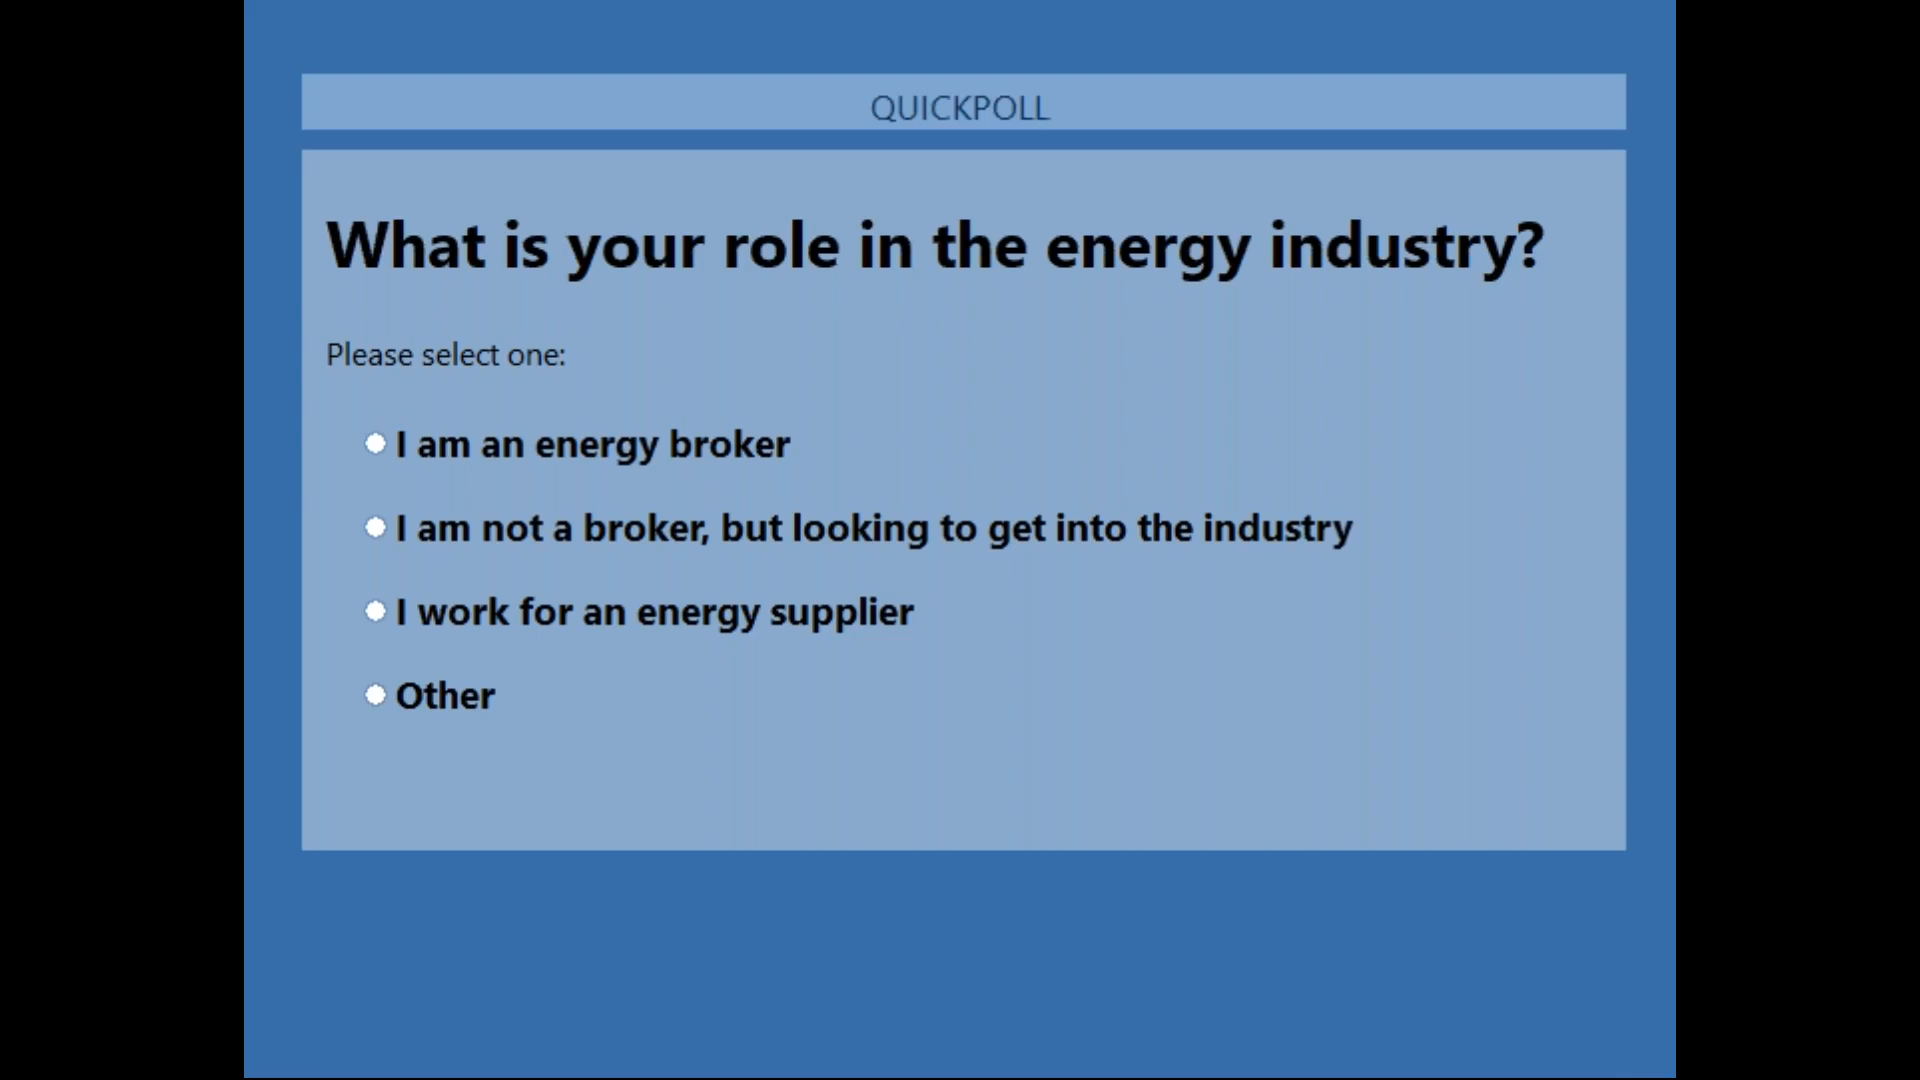 QUICKPOLL
What is your role in the energy industry?
Please select one:
I am an energy broker
I am not a broker, but looking to get into the industry
I work for an energy supplier
Other